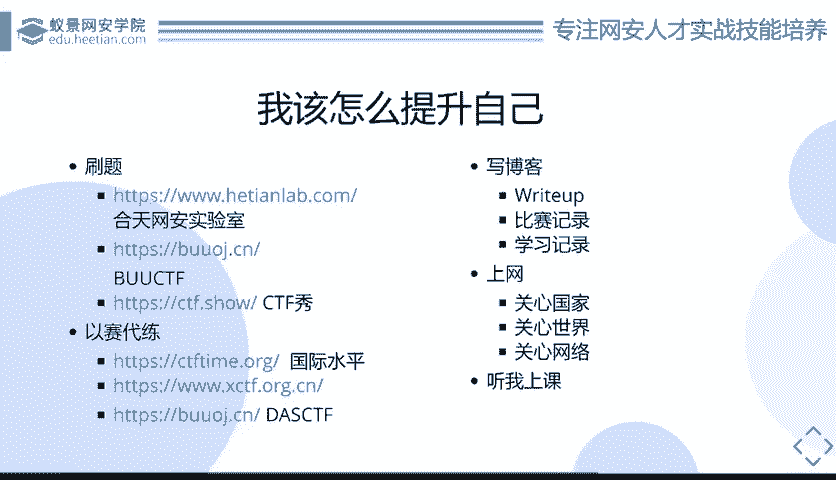 蚁景网安学院
edu.heetian.com
专注网安人才实战技能培养
我该怎么提升自己
刷题
https://www.hetianlab.com/
合天网安实验室
https://buuoj.cn/
BUUCTF
https://ctf.show/ CTF秀
以赛代练
https://ctftime.org/ 国际水平
https://www.xctf.org.cn/
https://buuoj.cn/ DASCTF
写博客
Writeup
比赛记录
学习记录
上网
关心国家
关心世界
关心网络
听我上课